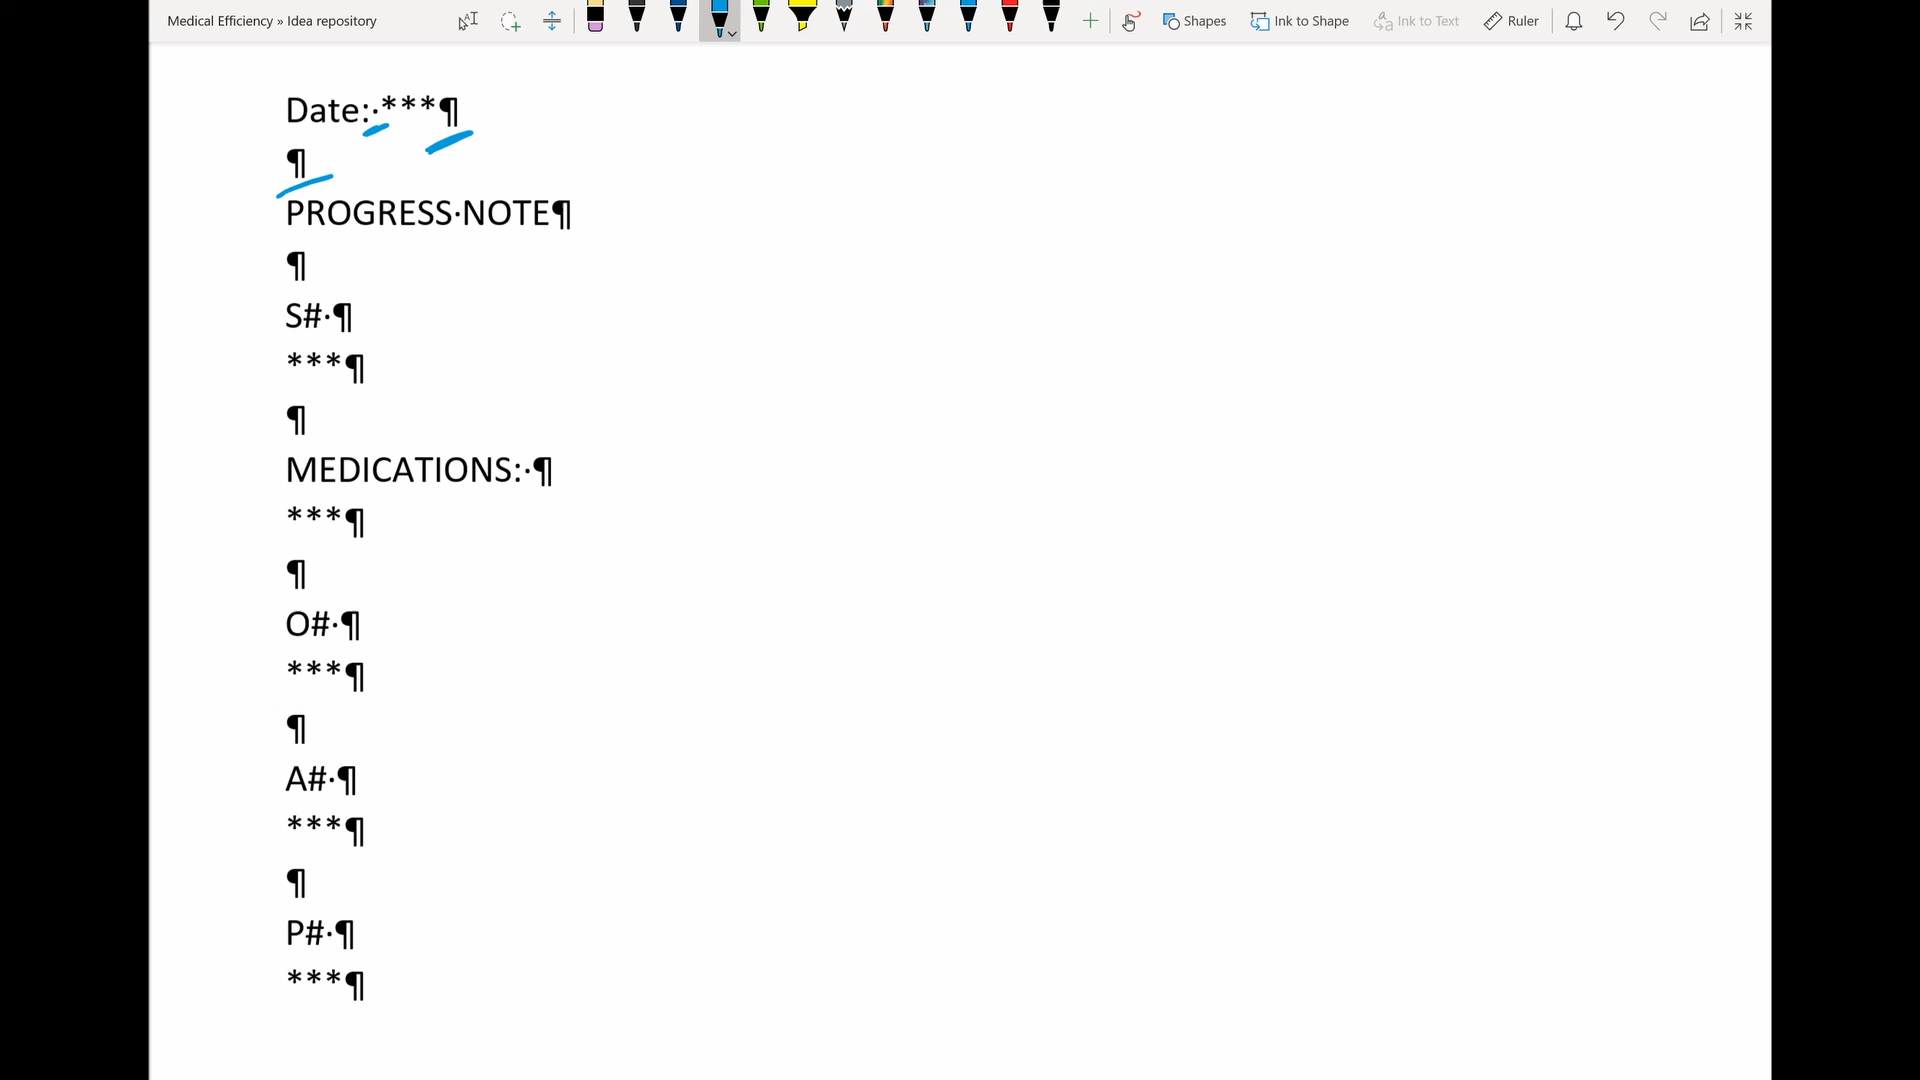 Medical Efficiency » Idea repository
Shapes
Ink to Shape
Ink to Text
Ruler
Date:·***¶
¶
PROGRESS·NOTE¶
¶
S#·¶
***¶
¶
MEDICATIONS:·¶
***¶
¶
O#·¶
***¶
¶
A#·¶
***¶
¶
P#·¶
***¶